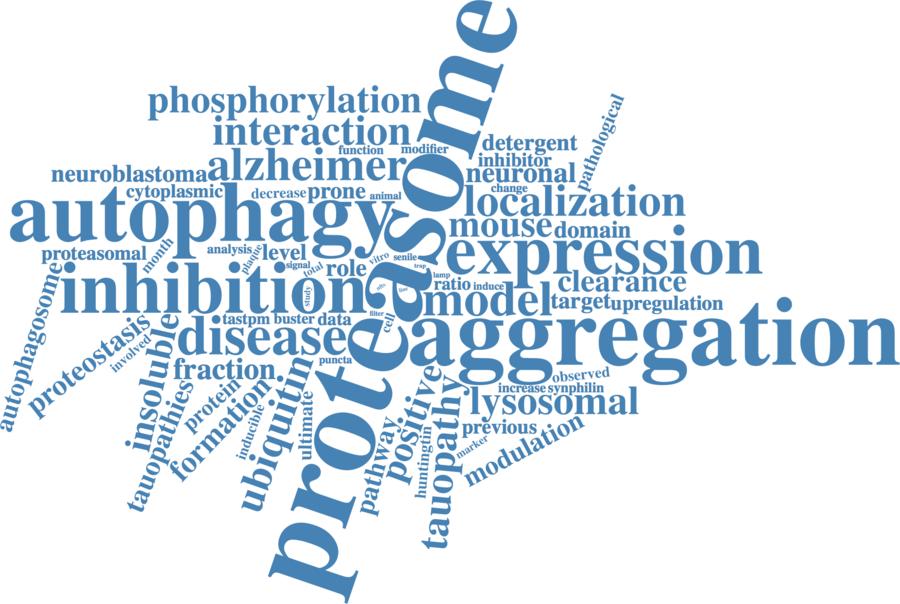 proteasome
phosphorylation
interaction
function
modifier
detergent
pathological
inhibitor
neuroblastoma
alzheimer
neuronal
cytoplasmic
decrease
prone
animal
change
autophagy
localization
mouse
domain
proteasomal
month
analysis
plaque
level
signal
total
role
vitro
senile
trap
lamp
expression
inhibition
study
ratio
induce
clearance
model
target
upregulation
autophagosome
proteostasis
involved
insoluble
disease
tastpm
buster
data
filter
cell
line
aggregation
puncta
fraction
tauopathies
protein
formation
inducible
ubiquitin
ultimate
observed
increase
synphilin
lysosomal
positive
pathway
huntingtin
tauopathy
previous
marker
modulation